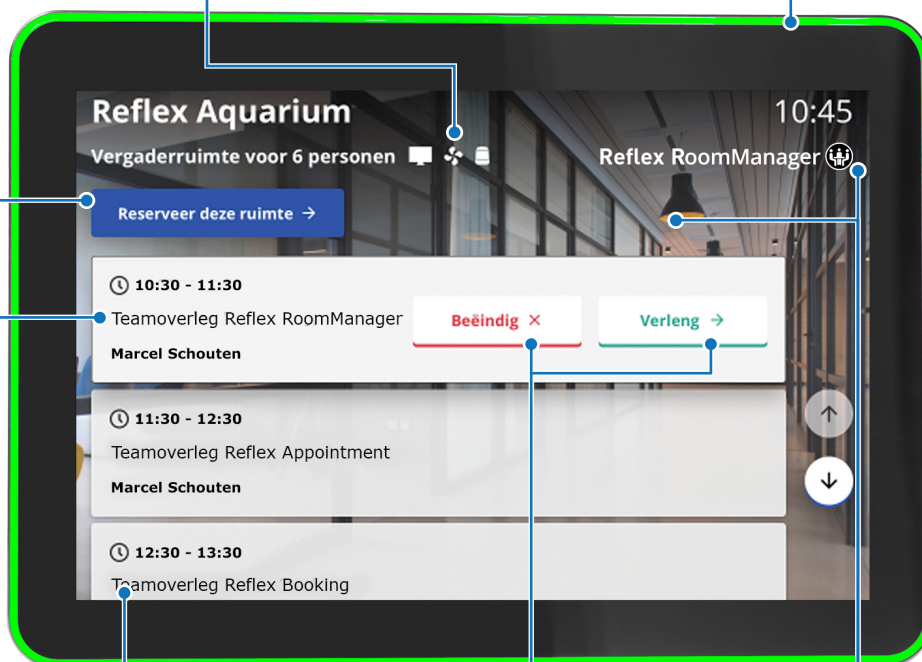 Reflex Aquarium
10:45
Vergaderruimte voor 6 personen
Reflex RoomManager
Reserveer deze ruimte →
10:30 - 11:30
Teamoverleg Reflex RoomManager
Marcel Schouten
Beëindig ×
Verleng →
11:30 - 12:30
Teamoverleg Reflex Appointment
Marcel Schouten
12:30 - 13:30
Teamoverleg Reflex Booking